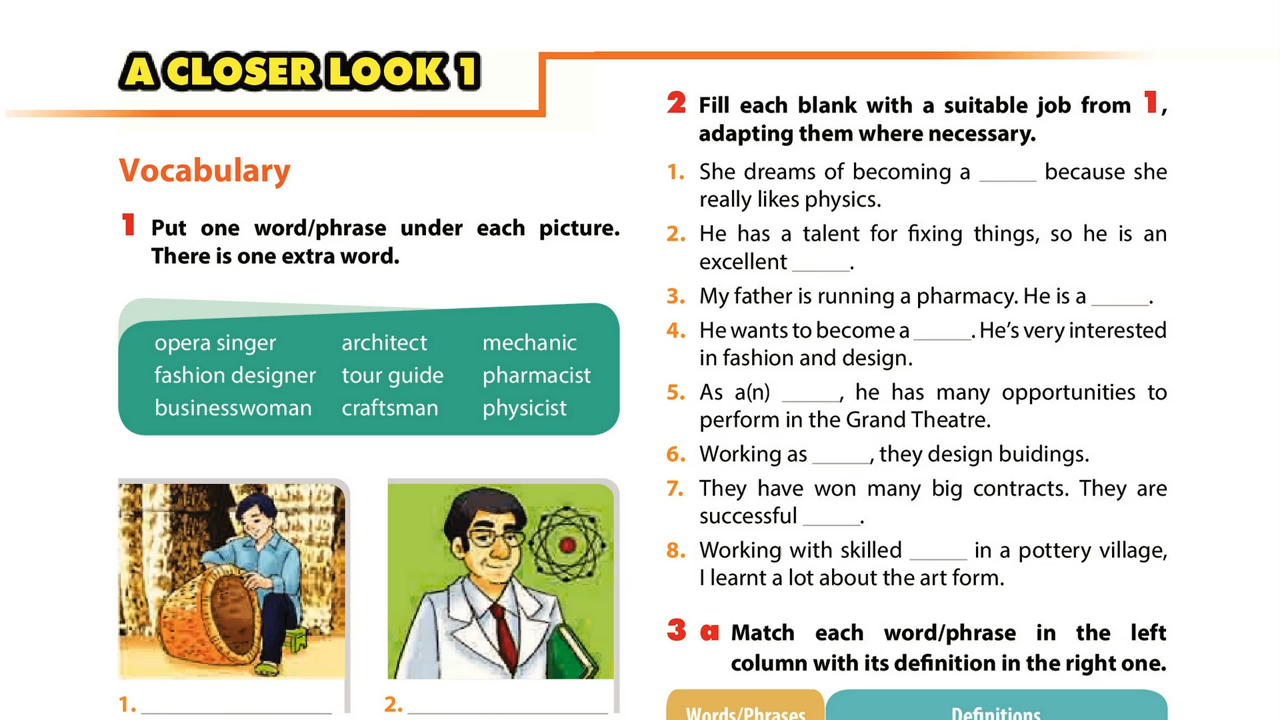 A CLOSER LOOK 1
Vocabulary
1 Put one word/phrase under each picture.
There is one extra word.
opera singer architect mechanic
fashion designer tour guide pharmacist
businesswoman craftsman physicist
1. ____________________
2. ____________________
2 Fill each blank with a suitable job from 1,
adapting them where necessary.
1. She dreams of becoming a _____ because she
really likes physics.
2. He has a talent for fixing things, so he is an
excellent _____.
3. My father is running a pharmacy. He is a _____.
4. He wants to become a _____. He’s very interested
in fashion and design.
5. As a(n) _____, he has many opportunities to
perform in the Grand Theatre.
6. Working as _____, they design buidings.
7. They have won many big contracts. They are
successful _____.
8. Working with skilled _____ in a pottery village,
I learnt a lot about the art form.
3 a Match each word/phrase in the left
column with its definition in the right one.
Words/Phrases Definitions